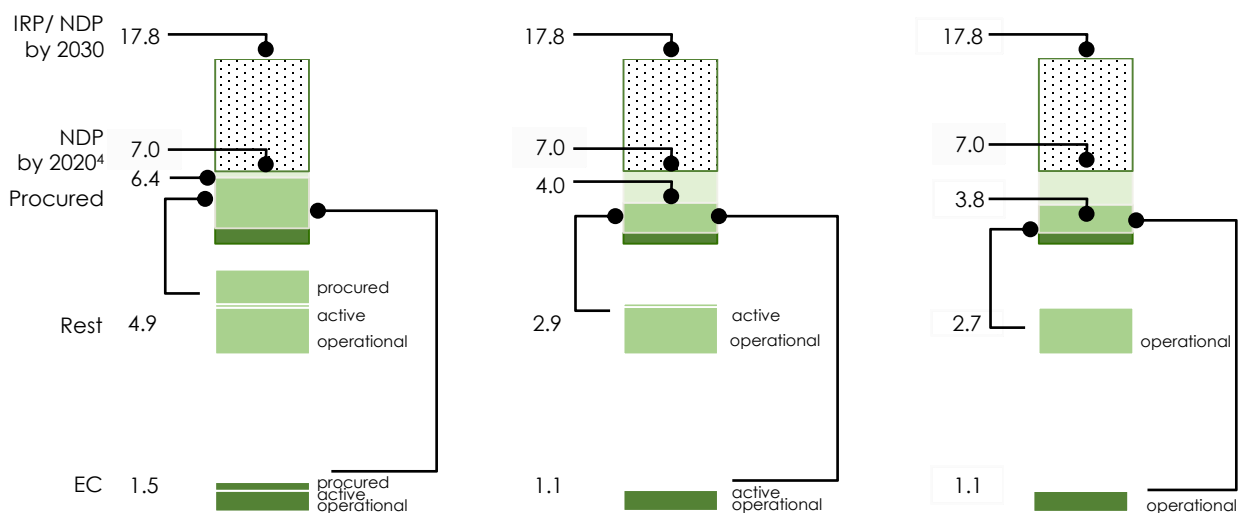 IRP/ NDP
by 2030
17.8
17.8
17.8
NDP
by 2020⁴
7.0
7.0
7.0
6.4
4.0
3.8
Procured
procured
active
operational
Rest
4.9
2.9
active
operational
2.7
operational
EC
1.5
procured
active
operational
1.1
active
operational
1.1
operational